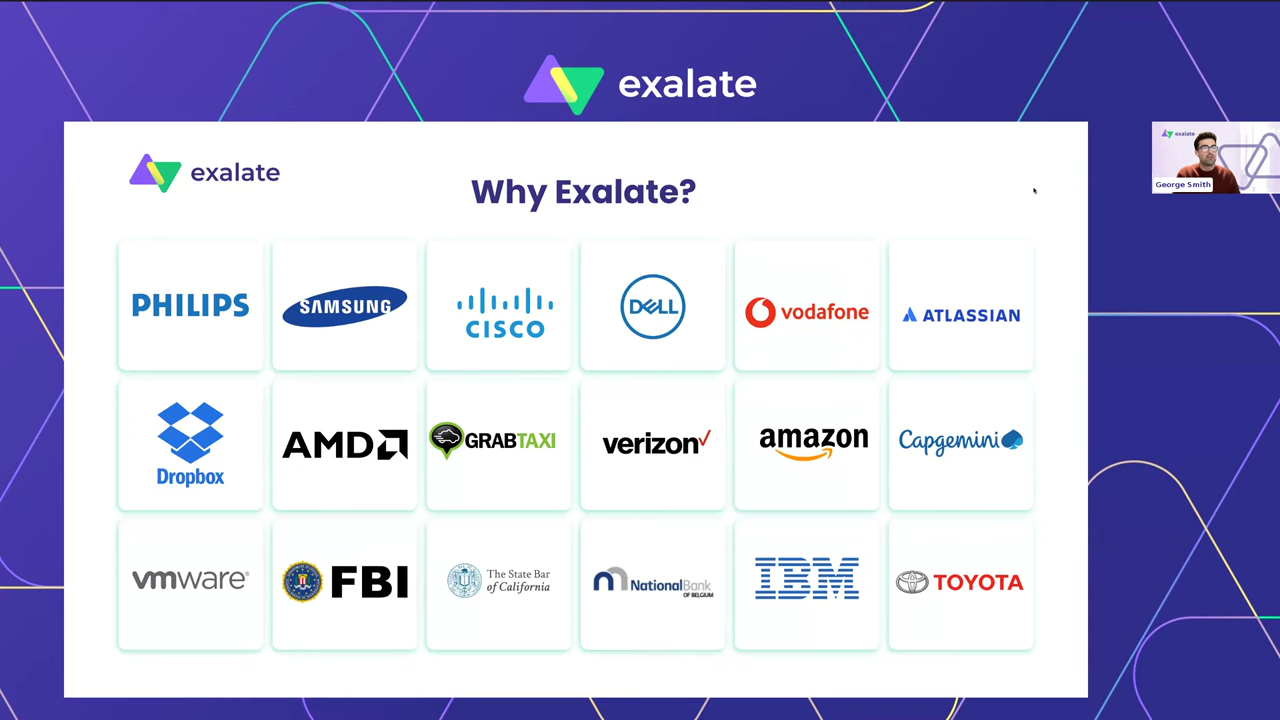 exalate
exalate
Why Exalate?
exalate
George Smith
PHILIPS
SAMSUNG
CISCO
DELL
vodafone
ATLASSIAN
Dropbox
AMD
GRABTAXI
verizon
amazon
Capgemini
vmware®
FBI
The State Bar
of California
NationalBank
OF BELGIUM
IBM
TOYOTA